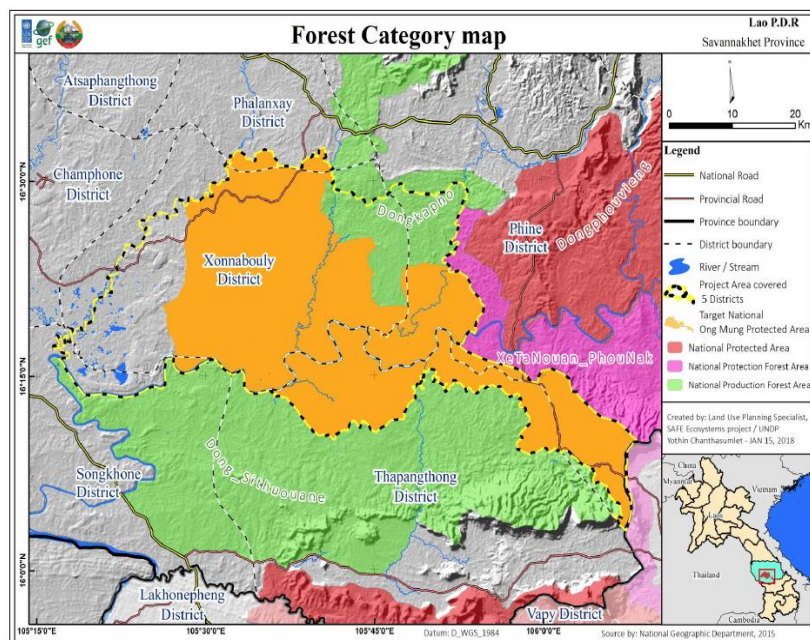 gef
Forest Category map
Lao P.D.R
Savannakhet Province
Atsaphangthong
District
Phalanxay
District
Champhone
District
Xonnabouly
District
Dongkapho
Phine
District
Dongphouvieng
XeTaNouan_PhouNak
Dong_Sithuouane
Songkhone
District
Thapangthong
District
Lakhonepheng
District
Vapy District
16°30'0"N
16°15'0"N
16°0'0"N
105°15'0"E
105°30'0"E
105°45'0"E
106°0'0"E
Datum: D_WGS_1984
0 10 20
Km
Legend
National Road
Provincial Road
Province boundary
District boundary
River / Stream
Project Area covered
5 Districts
Target National
Ong Mung Protected Area
National Protected Area
National Protection Forest Area
National Production Forest Area
Created by: Land Use Planning Specialist,
SAFE Ecosystems project / UNDP
Yothin Chanthasumlet - JAN 15, 2018
China
Myanmar
Vietnam
Laos
Thailand
Cambodia
Source by: National Geographic Department, 2015